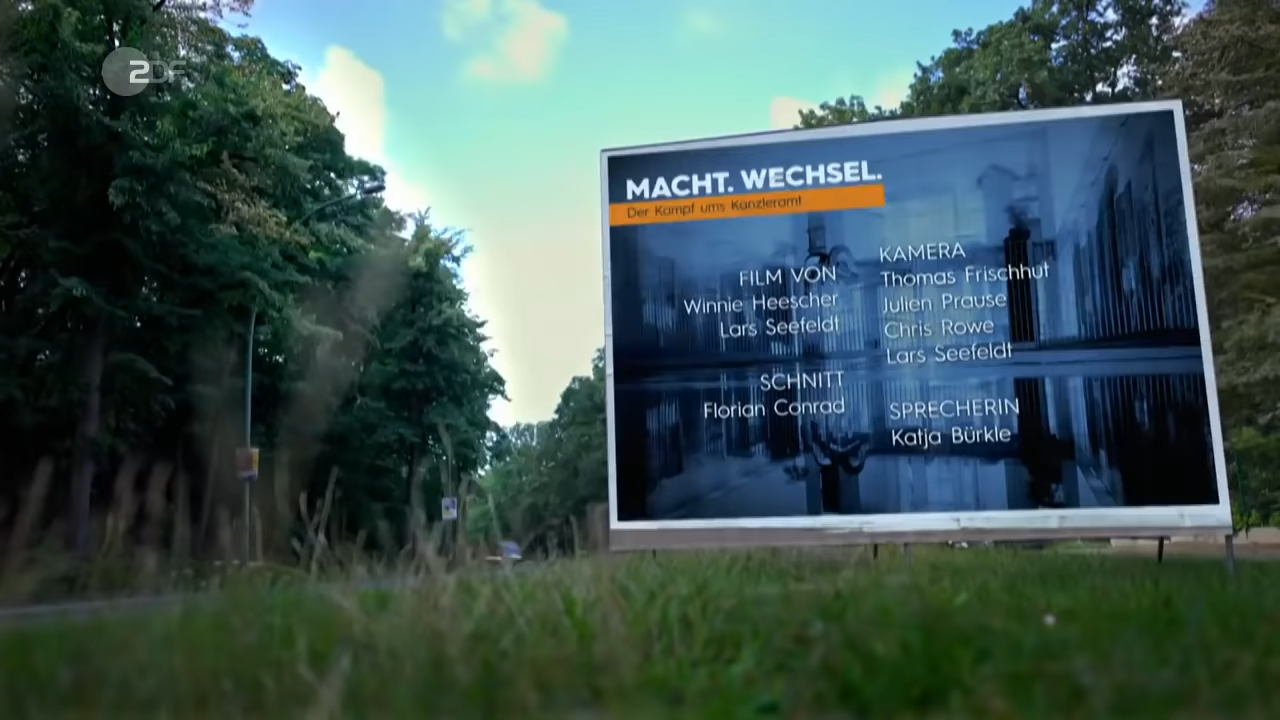 ZDF
MACHT. WECHSEL.
Der Kampf ums Kanzleramt
FILM VON
Winnie Heescher
Lars Seefeldt
SCHNITT
Florian Conrad
KAMERA
Thomas Frischhut
Julien Prause
Chris Rowe
Lars Seefeldt
SPRECHERIN
Katja Bürkle